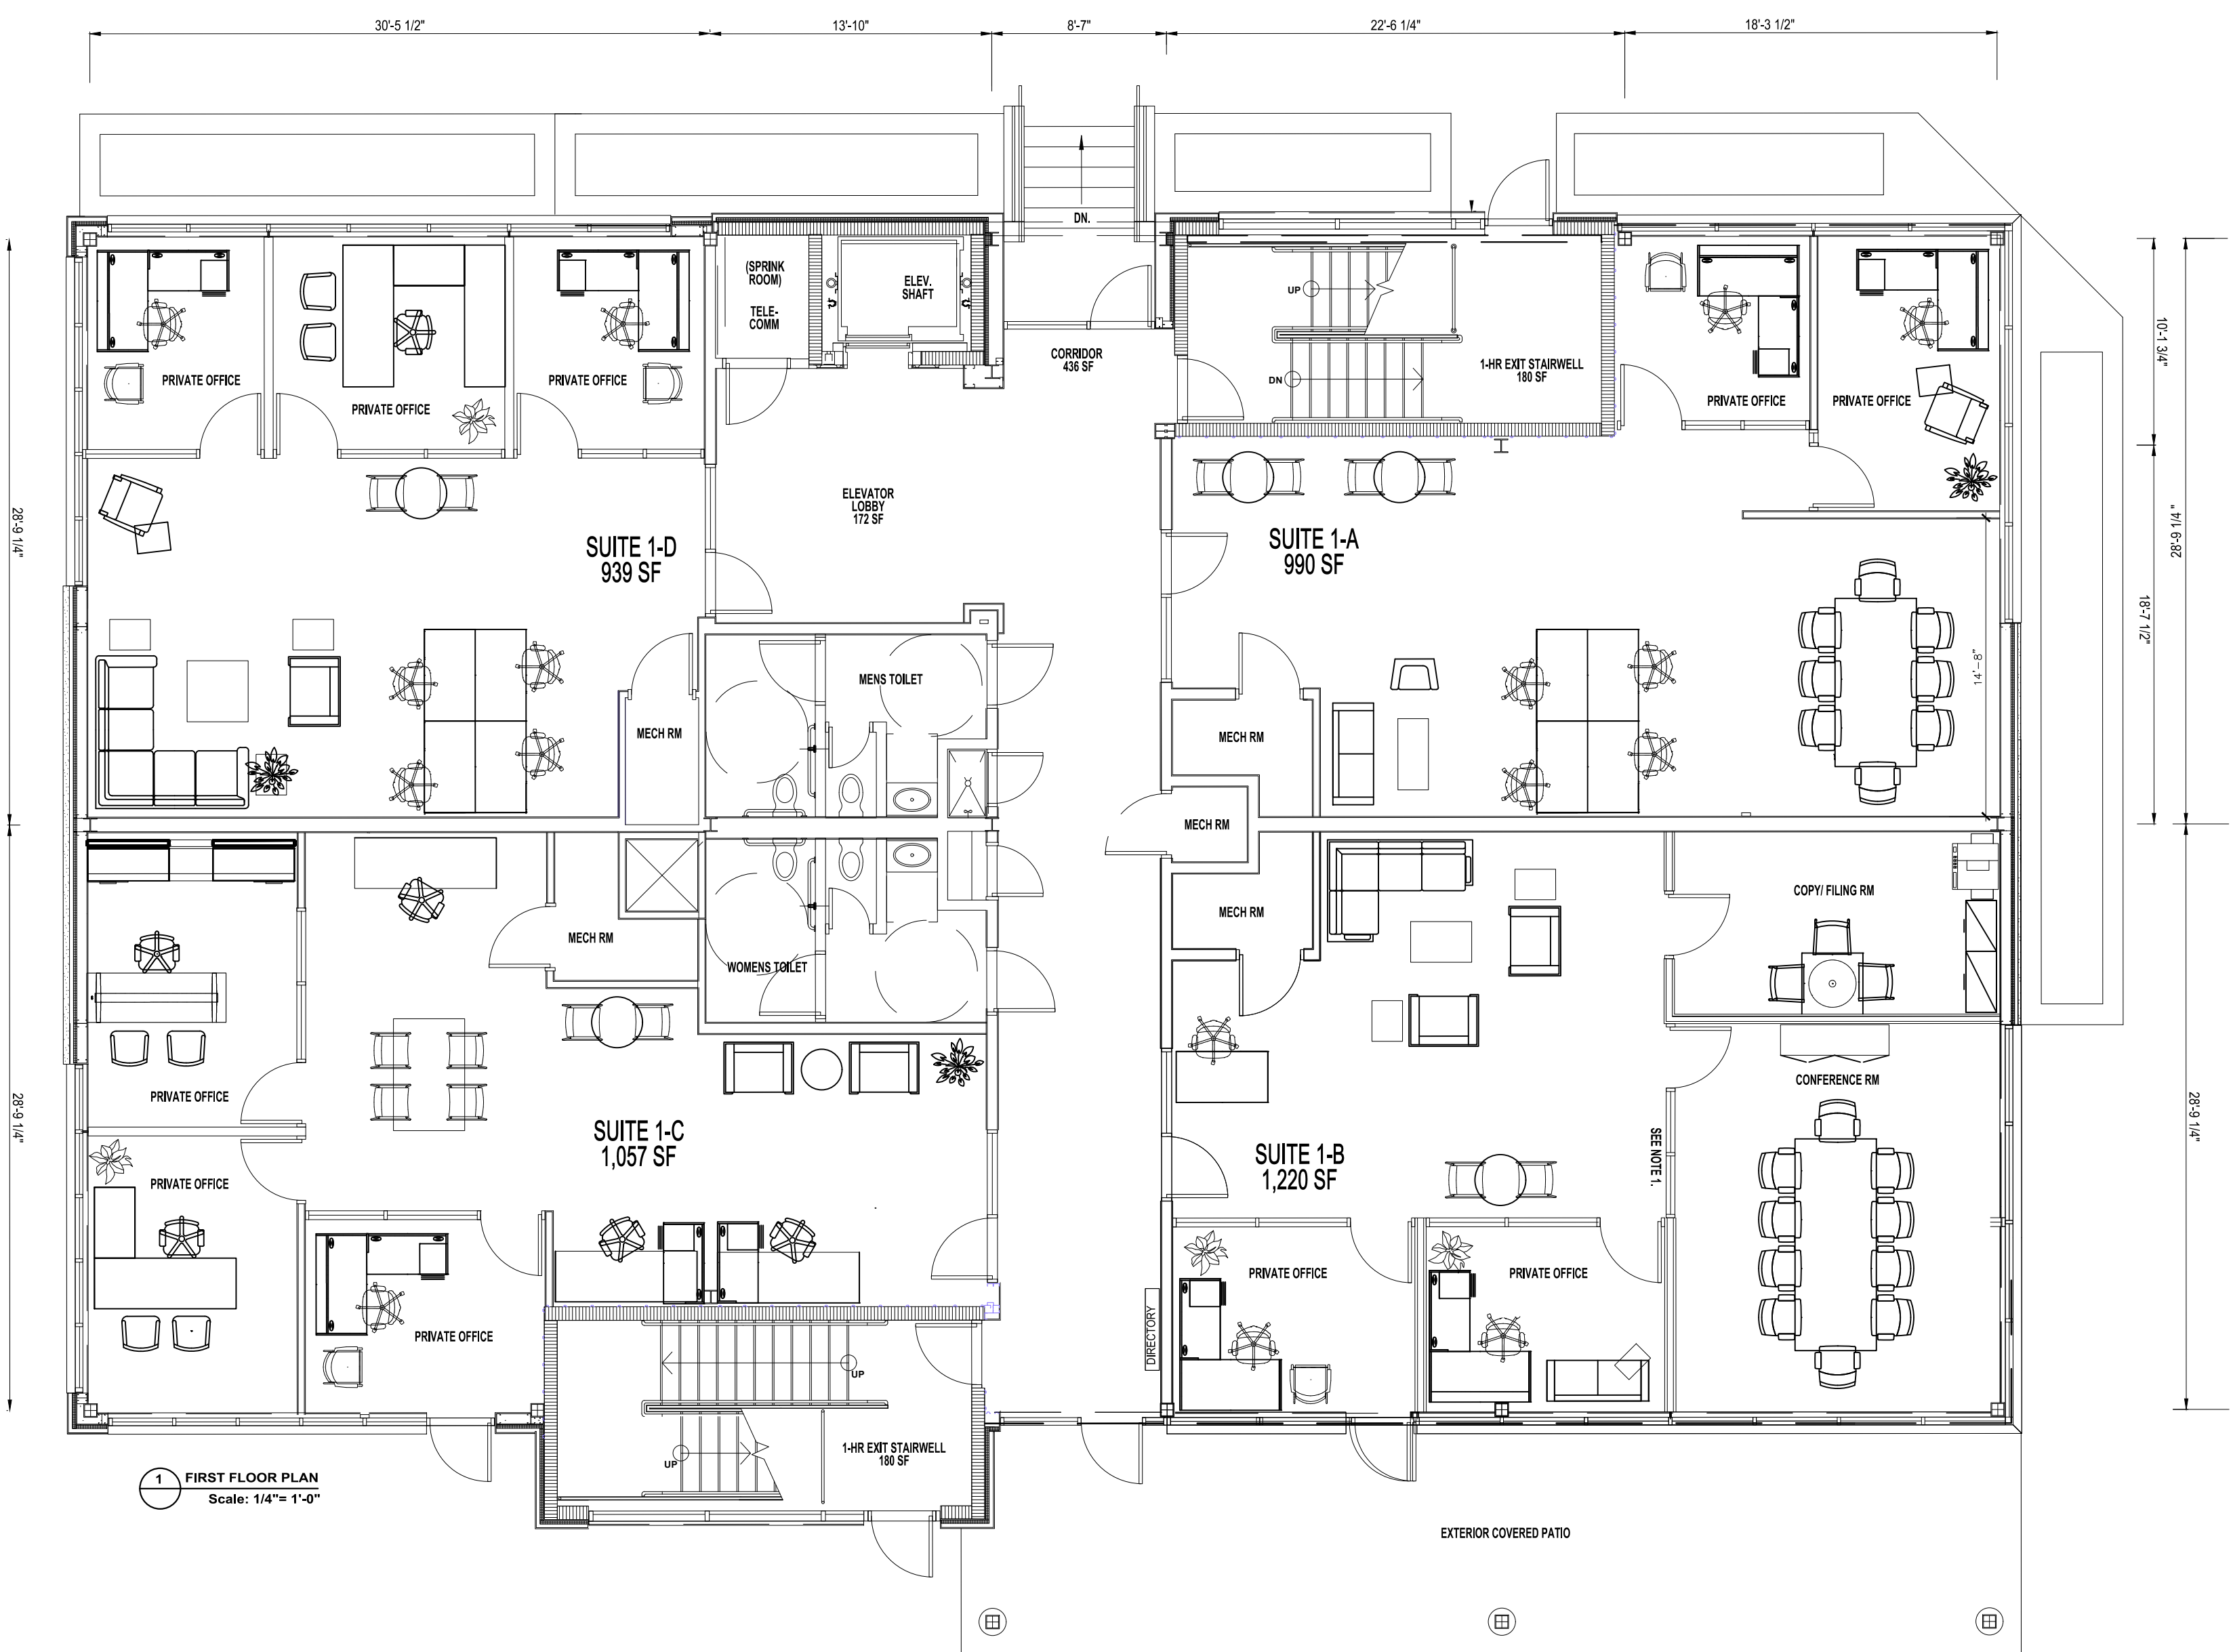 30'-5 1/2"
13'-10"
8'-7"
22'-6 1/4"
18'-3 1/2"
DN.
(SPRINK
ROOM)
TELE-
COMM
ELEV.
SHAFT
UP
DN
CORRIDOR
436 SF
1-HR EXIT STAIRWELL
180 SF
PRIVATE OFFICE
PRIVATE OFFICE
PRIVATE OFFICE
PRIVATE OFFICE
PRIVATE OFFICE
10'-1 3/4"
28'-9 1/4"
28'-9 1/4"
18'-7 1/2"
14'-8"
ELEVATOR
LOBBY
172 SF
SUITE 1-D
939 SF
SUITE 1-A
990 SF
MENS TOILET
MECH RM
MECH RM
MECH RM
MECH RM
MECH RM
COPY/ FILING RM
WOMENS TOILET
CONFERENCE RM
PRIVATE OFFICE
28'-9 1/4"
28'-9 1/4"
SUITE 1-C
1,057 SF
SUITE 1-B
1,220 SF
SEE NOTE 1.
PRIVATE OFFICE
PRIVATE OFFICE
PRIVATE OFFICE
PRIVATE OFFICE
DIRECTORY
UP
UP
1-HR EXIT STAIRWELL
180 SF
1
FIRST FLOOR PLAN
Scale: 1/4"= 1'-0"
EXTERIOR COVERED PATIO